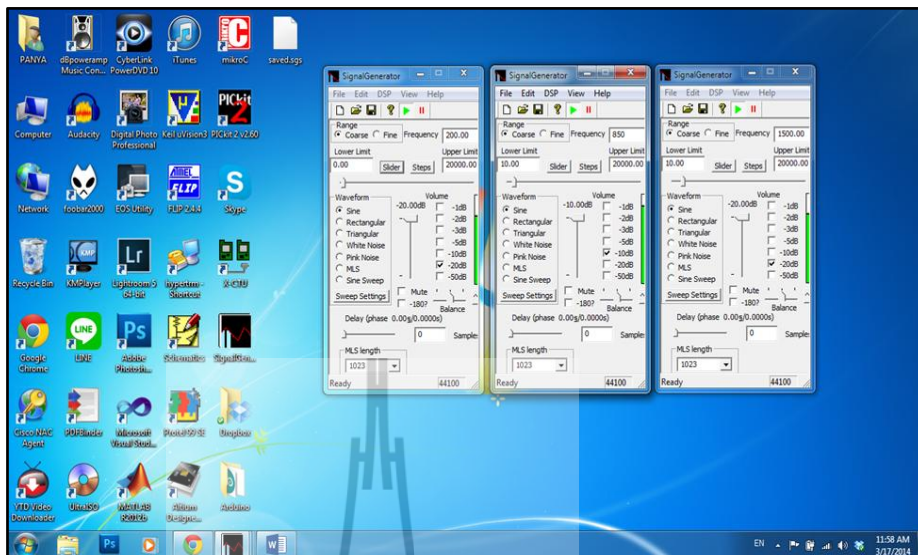 PANYA
dBpoweramp
Music Con...
CyberLink
PowerDVD 10
iTunes
mikroC
saved.sgs
Computer
Audacity
Digital Photo
Professional
Keil uVision3
PICkit 2 v2.60
Network
foobar2000
EOS Utility
FLIP 2.4.4
Skype
Recycle Bin
KMPlayer
Lightroom 5
64-bit
hypertrm -
Shortcut
X-CTU
Google
Chrome
LINE
Adobe
Photosh...
Schematics
SignalGen...
Cisco NAC
Agent
PDFBinder
Microsoft
Visual Stud...
Protel 99 SE
Dropbox
YTD Video
Downloader
UltraISO
MATLAB
R2012b
Altium
Designe...
Arduino
SignalGenerator
File Edit DSP View Help
Range
Coarse Fine Frequency 200.00
Lower Limit Upper Limit
0.00 Slider Steps 20000.00
Waveform Volume
Sine -20.00dB -1dB
Rectangular -2dB
Triangular -3dB
White Noise -5dB
Pink Noise -10dB
MLS -20dB
Sine Sweep -50dB
Sweep Settings Mute
-180? Balance
Delay (phase 0.00g/0.0000s)
0 Sample
MLS length
1023
Ready 44100
SignalGenerator
File Edit DSP View Help
Range
Coarse Fine Frequency 850
Lower Limit Upper Limit
10.00 Slider Steps 20000.00
Waveform Volume
Sine -10.00dB -1dB
Rectangular -2dB
Triangular -3dB
White Noise -5dB
Pink Noise -10dB
MLS -20dB
Sine Sweep -50dB
Sweep Settings Mute
-180? Balance
Delay (phase 0.00g/0.0000s)
0 Sample
MLS length
1023
Ready 44100
SignalGenerator
File Edit DSP View Help
Range
Coarse Fine Frequency 1500.00
Lower Limit Upper Limit
10.00 Slider Steps 20000.00
Waveform Volume
Sine -20.00dB -1dB
Rectangular -2dB
Triangular -3dB
White Noise -5dB
Pink Noise -10dB
MLS -20dB
Sine Sweep -50dB
Sweep Settings Mute
-180? Balance
Delay (phase 0.00g/0.0000s)
0 Sample
MLS length
1023
Ready 44100
EN
11:58 AM
3/17/2014